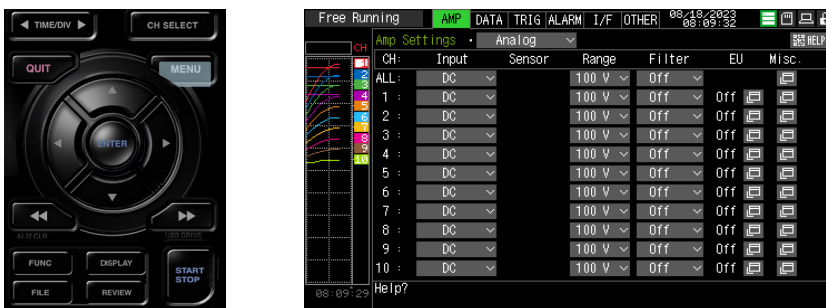 TIME/DIV
CH SELECT
QUIT
MENU
ENTER
ALM CLR
USB DRIVE
FUNC
DISPLAY
START
STOP
FILE
REVIEW
Free Running
AMP
DATA
TRIG
ALARM
I/F
OTHER
08/18/2023
08:09:32
CH
Amp Settings
Analog
HELP
CH: Input Sensor Range Filter EU Misc.
ALL: DC 100 V Off
1 : DC 100 V Off Off
2 : DC 100 V Off Off
3 : DC 100 V Off Off
4 : DC 100 V Off Off
5 : DC 100 V Off Off
6 : DC 100 V Off Off
7 : DC 100 V Off Off
8 : DC 100 V Off Off
9 : DC 100 V Off Off
10 : DC 100 V Off Off
1
2
3
4
5
6
7
8
9
10
08:09:29
Help?